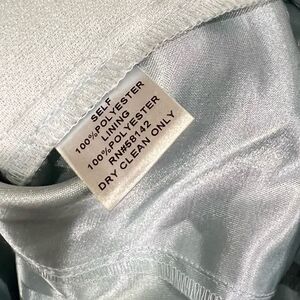 SELF
100%POLYESTER
LINING
100%POLYESTER
RN#58142
DRY CLEAN ONLY